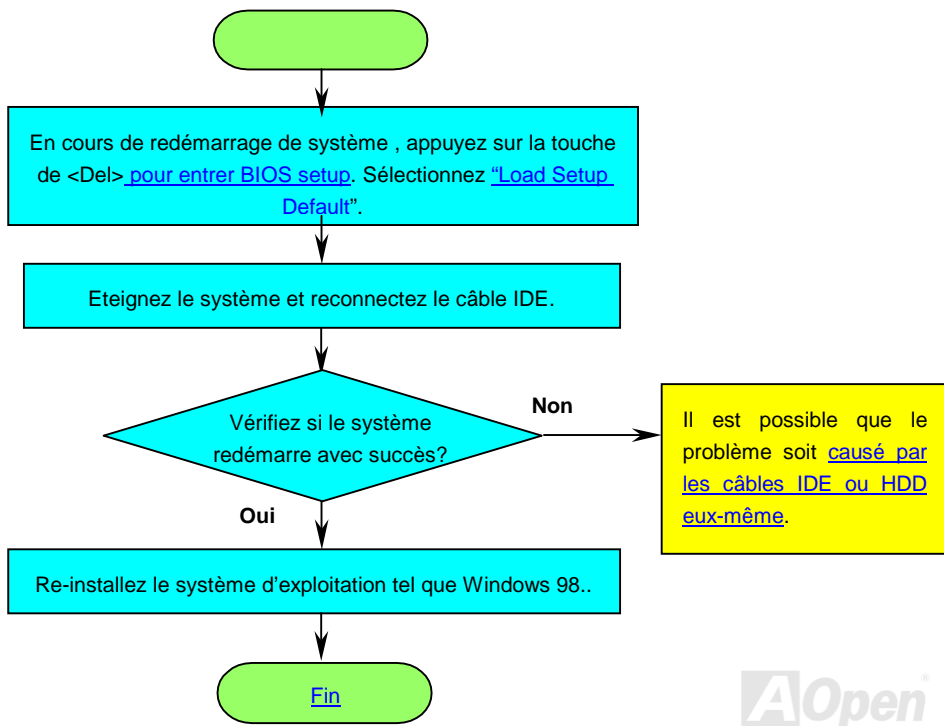 En cours de redémarrage de système , appuyez sur la touche
de <Del> pour entrer BIOS setup. Sélectionnez “Load Setup
Default”.
Eteignez le système et reconnectez le câble IDE.
Vérifiez si le système
redémarre avec succès?
Non
Il est possible que le
problème soit causé par
les câbles IDE ou HDD
eux-même.
Oui
Re-installez le système d’exploitation tel que Windows 98..
Fin
AOpen®